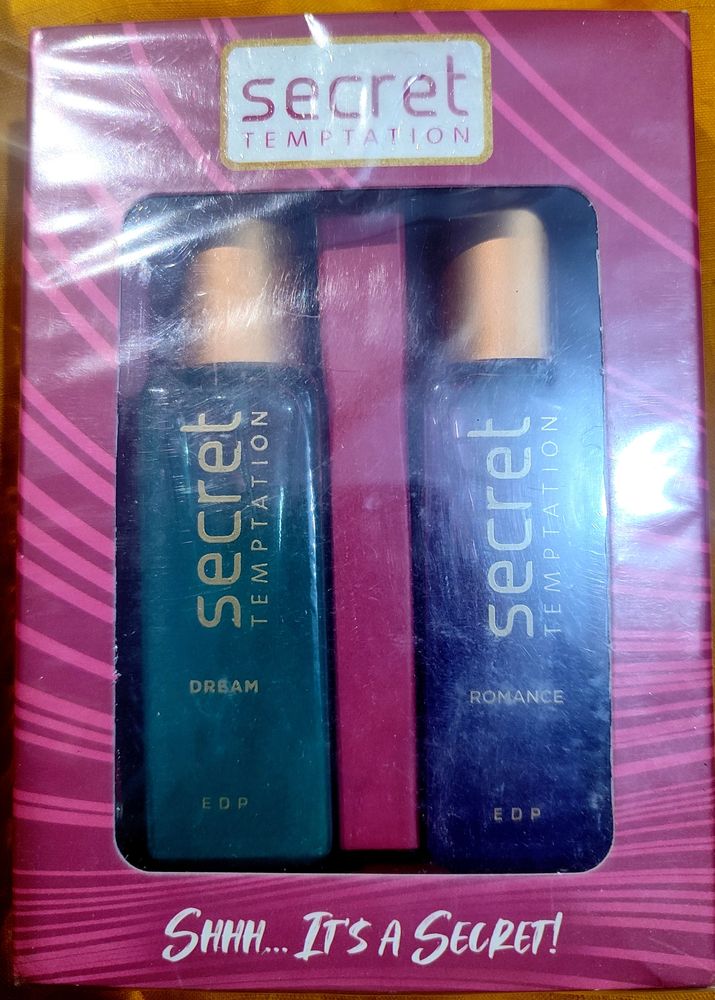 secret
TEMPTATION
secret
TEMPTATION
DREAM
EDP
secret
TEMPTATION
ROMANCE
EDP
SHHH... IT'S A SECRET!